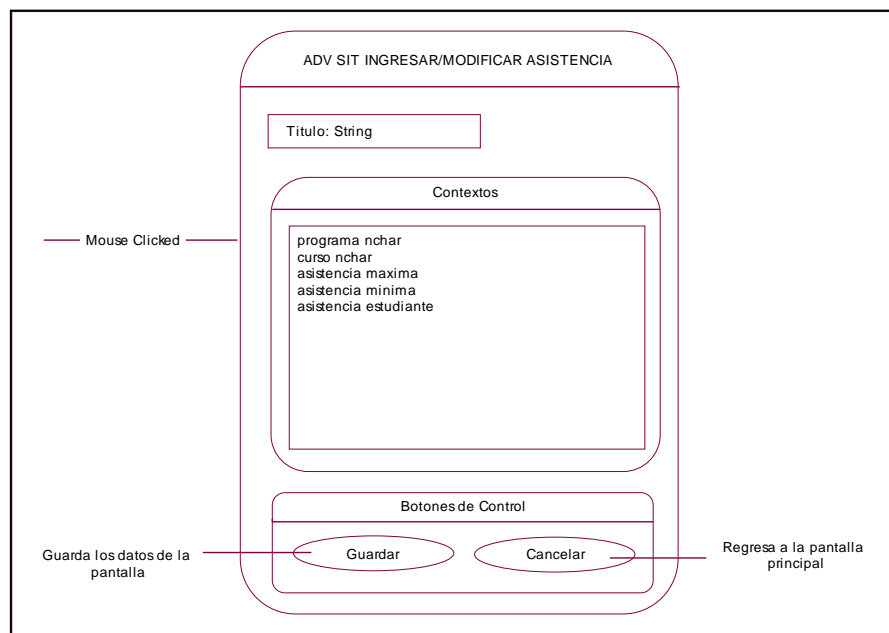 ADV SIT INGRESAR/MODIFICAR ASISTENCIA
Titulo: String
Contextos
Mouse Clicked
programa nchar
curso nchar
asistencia maxima
asistencia minima
asistencia estudiante
Botones de Control
Guarda los datos de la
pantalla
Guardar
Cancelar
Regresa a la pantalla
principal